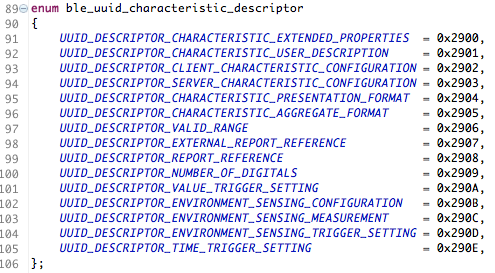 89 enum ble_uuid_characteristic_descriptor
90 {
91 UUID_DESCRIPTOR_CHARACTERISTIC_EXTENDED_PROPERTIES = 0x2900,
92 UUID_DESCRIPTOR_CHARACTERISTIC_USER_DESCRIPTION = 0x2901,
93 UUID_DESCRIPTOR_CLIENT_CHARACTERISTIC_CONFIGURATION = 0x2902,
94 UUID_DESCRIPTOR_SERVER_CHARACTERISTIC_CONFIGURATION = 0x2903,
95 UUID_DESCRIPTOR_CHARACTERISTIC_PRESENTATION_FORMAT = 0x2904,
96 UUID_DESCRIPTOR_CHARACTERISTIC_AGGREGATE_FORMAT = 0x2905,
97 UUID_DESCRIPTOR_VALID_RANGE = 0x2906,
98 UUID_DESCRIPTOR_EXTERNAL_REPORT_REFERENCE = 0x2907,
99 UUID_DESCRIPTOR_REPORT_REFERENCE = 0x2908,
100 UUID_DESCRIPTOR_NUMBER_OF_DIGITALS = 0x2909,
101 UUID_DESCRIPTOR_VALUE_TRIGGER_SETTING = 0x290A,
102 UUID_DESCRIPTOR_ENVIRONMENT_SENSING_CONFIGURATION = 0x290B,
103 UUID_DESCRIPTOR_ENVIRONMENT_SENSING_MEASUREMENT = 0x290C,
104 UUID_DESCRIPTOR_ENVIRONMENT_SENSING_TRIGGER_SETTING = 0x290D,
105 UUID_DESCRIPTOR_TIME_TRIGGER_SETTING = 0x290E,
106 };